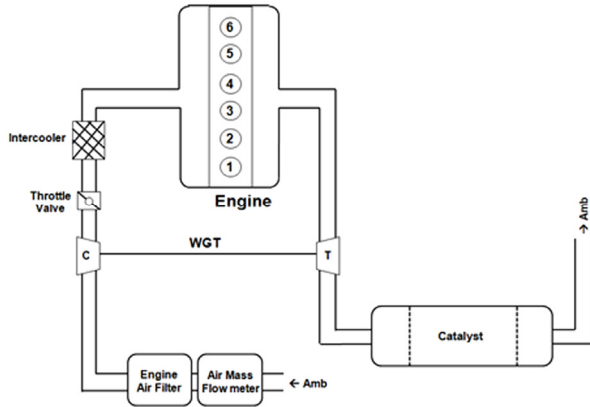 6
5
4
3
2
1
Engine
Intercooler
Throttle
Valve
C
WGT
T
→ Amb
Catalyst
Engine
Air Filter
Air Mass
Flow meter
← Amb